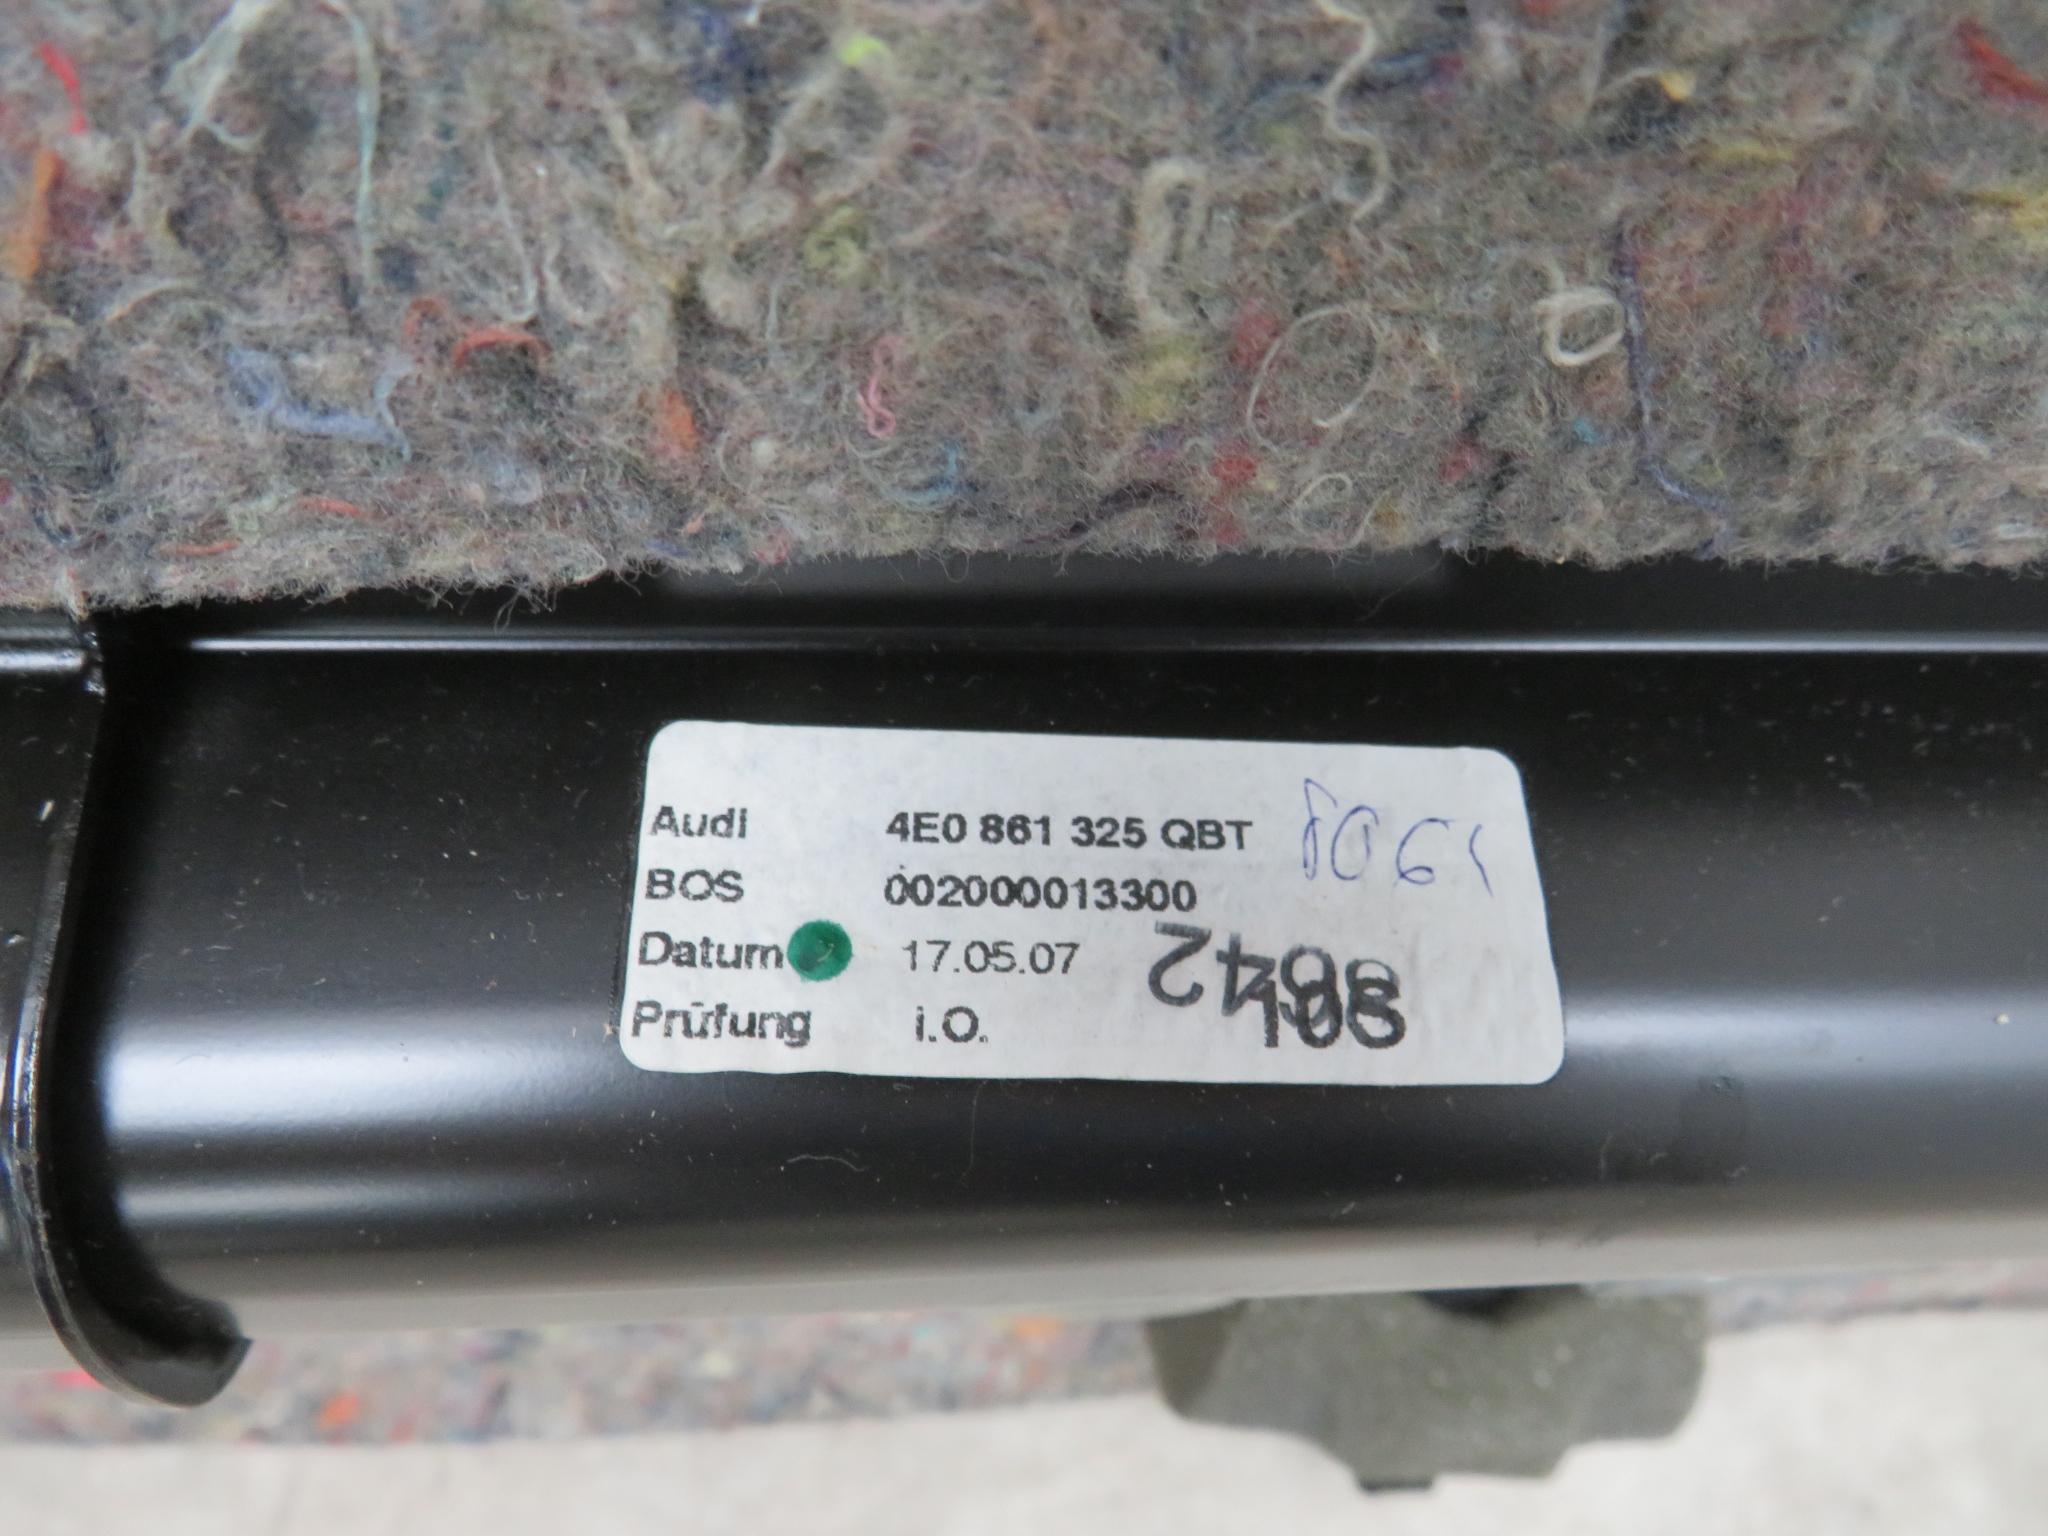 Audi 4E0 861 325 QBT
BOS 002000013300
Datum 17.05.07
Prüfung i.O.